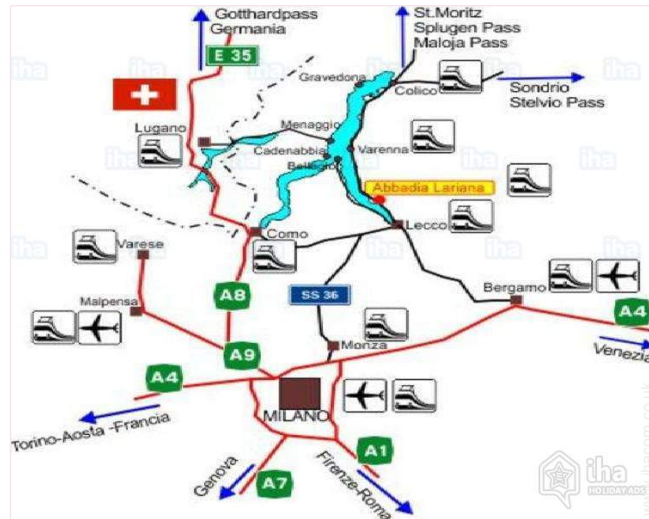 Gotthardpass
Germania
E 35
St.Moritz
Splugen Pass
Maloja Pass
Gravedona
Colico
Sondrio
Stelvio Pass
Lugano
Menaggio
Cadenabbia
Varenna
Bellagio
Abbadia Lariana
Como
Lecco
Varese
Malpensa
A8
SS 36
Bergamo
A4
Venezia
Monza
A9
A4
MILANO
Torino-Aosta -Francia
Genova
A7
A1
Firenze-Roma
iha
HOLIDAY ADS